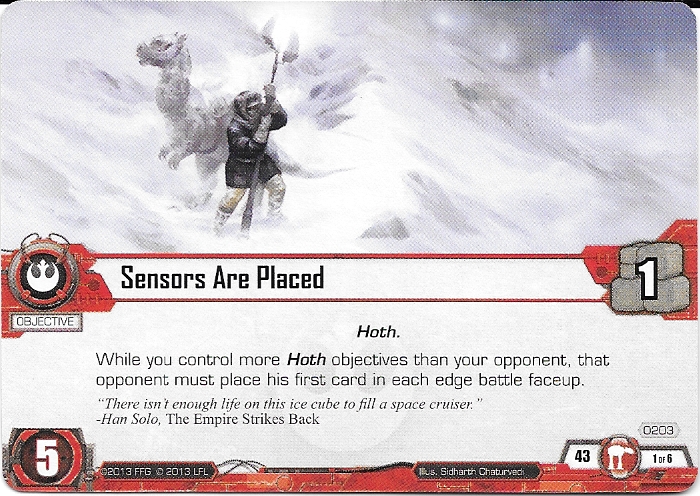 Sensors Are Placed
1
OBJECTIVE
Hoth.
While you control more Hoth objectives than your opponent, that
opponent must place his first card in each edge battle faceup.
“There isn't enough life on this ice cube to fill a space cruiser.”
-Han Solo, The Empire Strikes Back
0203
5
©2013 FFG © 2013 LFL
Illus. Sidharth Chaturvedi
43
1 OF 6